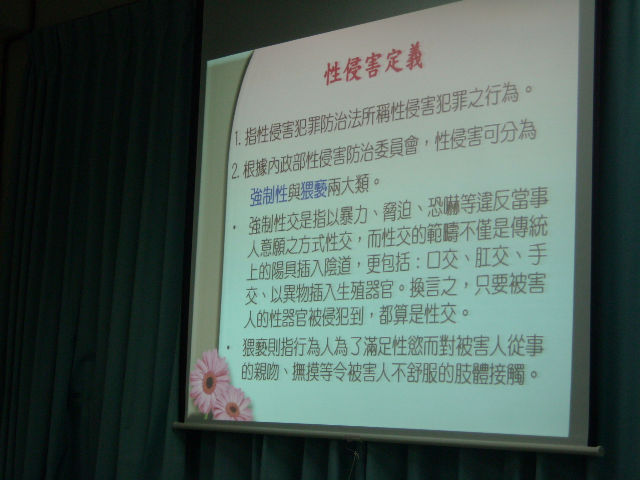 性侵害定義
1. 指性侵害犯罪防治法所稱性侵害犯罪之行為。
2. 根據內政部性侵害防治委員會，性侵害可分為
強制性與猥褻兩大類。
• 強制性交是指以暴力、脅迫、恐嚇等違反當事
人意願之方式性交，而性交的範疇不僅是傳統
上的陽具插入陰道，更包括：口交、肛交、手
交、以異物插入生殖器官。換言之，只要被害
人的性器官被侵犯到，都算是性交。
• 猥褻則指行為人為了滿足性慾而對被害人從事
的親吻、撫摸等令被害人不舒服的肢體接觸。